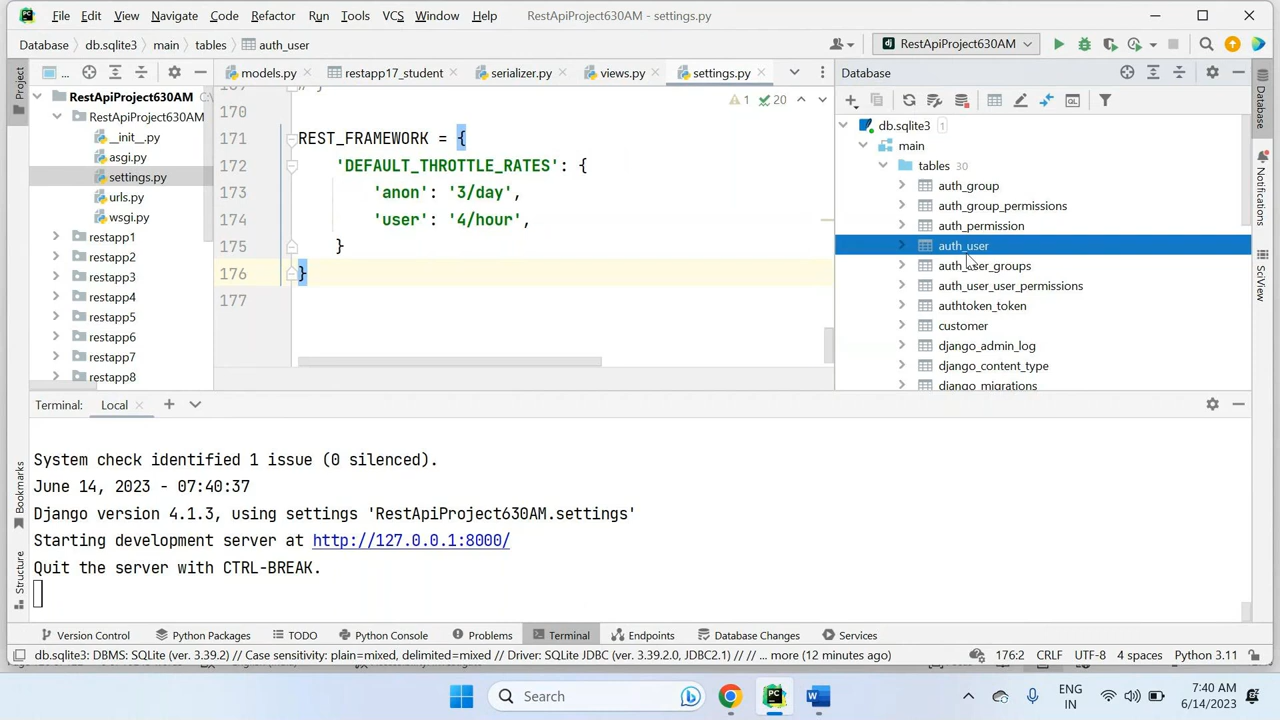 File Edit View Navigate Code Refactor Run Tools VCS Window Help RestApiProject630AM - settings.py
Database db.sqlite3 main tables auth_user RestApiProject630AM
Project
... models.py restapp17_student serializer.py views.py settings.py
Database
RestApiProject630AM
RestApiProject630AM
__init__.py
asgi.py
settings.py
urls.py
wsgi.py
restapp1
restapp2
restapp3
restapp4
restapp5
restapp6
restapp7
restapp8
1 20
170
171 REST_FRAMEWORK = {
172 'DEFAULT_THROTTLE_RATES': {
173 'anon': '3/day',
174 'user': '4/hour',
175 }
176 }
177
db.sqlite3 1
main
tables 30
auth_group
auth_group_permissions
auth_permission
auth_user
auth_user_groups
auth_user_user_permissions
authtoken_token
customer
django_admin_log
django_content_type
django_migrations
Database
Notifications
SciView
Terminal: Local
System check identified 1 issue (0 silenced).
June 14, 2023 - 07:40:37
Django version 4.1.3, using settings 'RestApiProject630AM.settings'
Starting development server at http://127.0.0.1:8000/
Quit the server with CTRL-BREAK.
Bookmarks
Structure
Version Control Python Packages TODO Python Console Problems Terminal Endpoints Database Changes Services
db.sqlite3: DBMS: SQLite (ver. 3.39.2) // Case sensitivity: plain=mixed, delimited=mixed // Driver: SQLite JDBC (ver. 3.39.2.0, JDBC2.1) // // ... more (12 minutes ago) 176:2 CRLF UTF-8 4 spaces Python 3.11
Search
ENG
IN
7:40 AM
6/14/2023